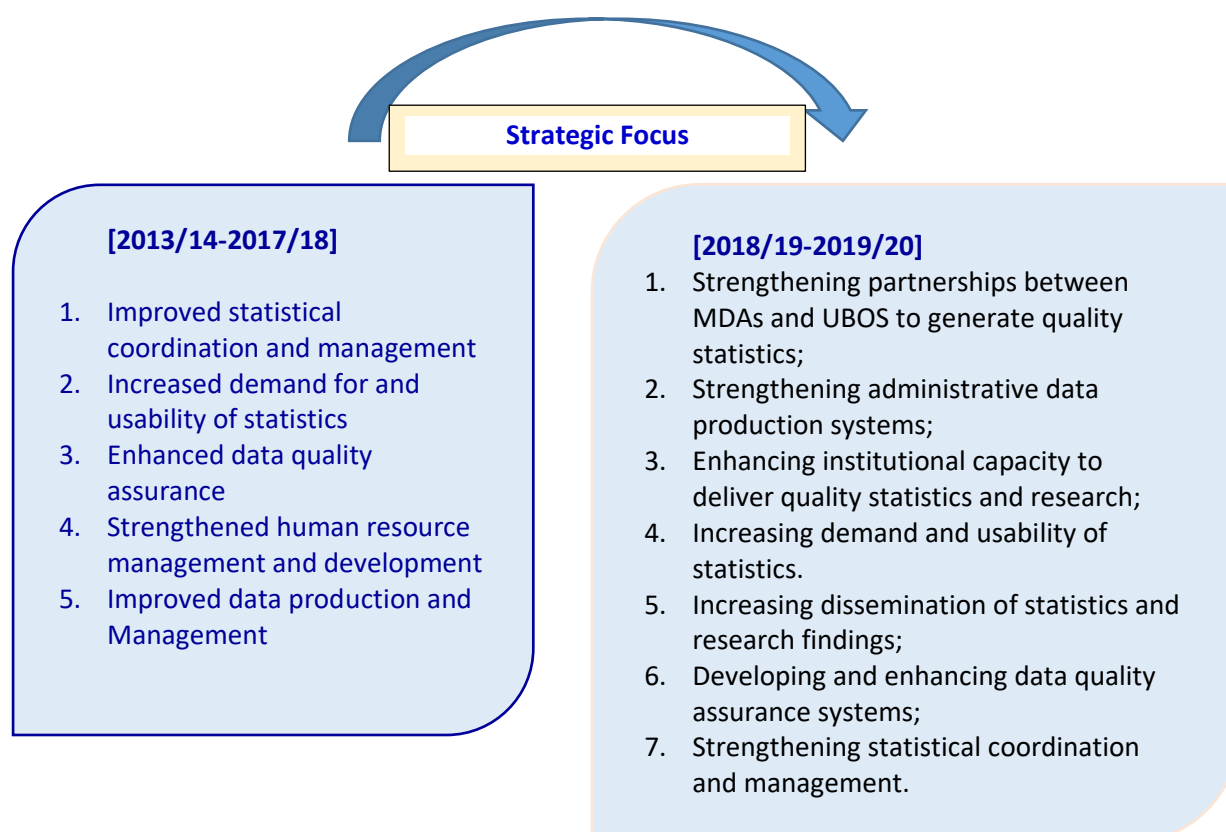 Strategic Focus
[2013/14-2017/18]
1. Improved statistical
coordination and management
2. Increased demand for and
usability of statistics
3. Enhanced data quality
assurance
4. Strengthened human resource
management and development
5. Improved data production and
Management
[2018/19-2019/20]
1. Strengthening partnerships between
MDAs and UBOS to generate quality
statistics;
2. Strengthening administrative data
production systems;
3. Enhancing institutional capacity to
deliver quality statistics and research;
4. Increasing demand and usability of
statistics.
5. Increasing dissemination of statistics and
research findings;
6. Developing and enhancing data quality
assurance systems;
7. Strengthening statistical coordination
and management.